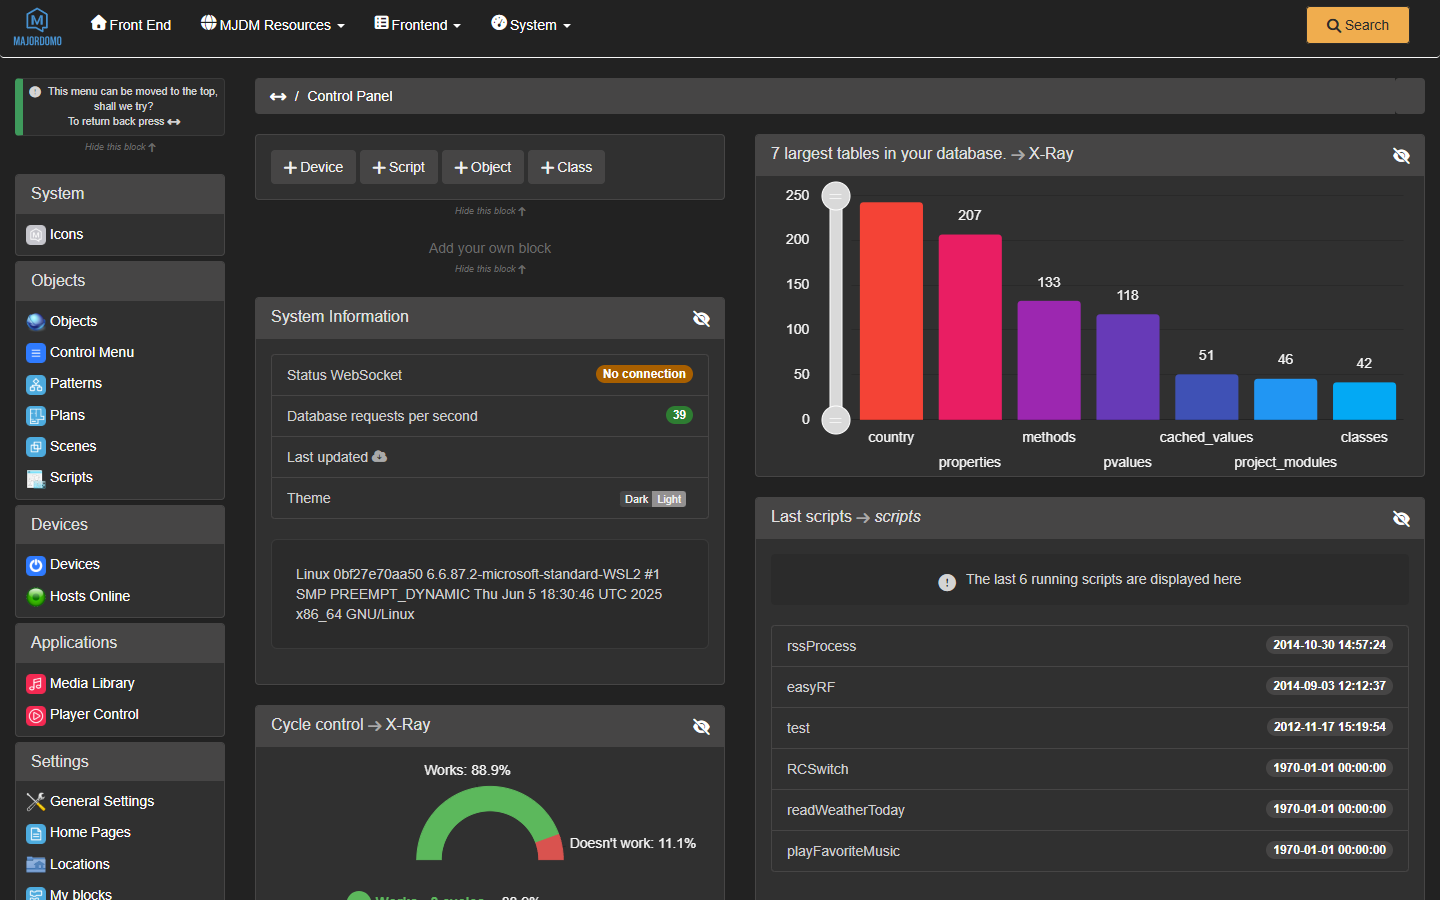 MAJORDOMO
Front End
MJDM Resources
Frontend
System
Search
This menu can be moved to the top,
shall we try?
To return back press
Hide this block
System
Icons
Objects
Objects
Control Menu
Patterns
Plans
Scenes
Scripts
Devices
Devices
Hosts Online
Applications
Media Library
Player Control
Settings
General Settings
Home Pages
Locations
My blocks
/ Control Panel
Device
Script
Object
Class
Hide this block
Add your own block
Hide this block
System Information
Status WebSocket No connection
Database requests per second 39
Last updated
Theme Dark Light
Linux 0bf27e70aa50 6.6.87.2-microsoft-standard-WSL2 #1
SMP PREEMPT_DYNAMIC Thu Jun 5 18:30:46 UTC 2025
x86_64 GNU/Linux
Cycle control → X-Ray
Works: 88.9%
Doesn't work: 11.1%
7 largest tables in your database. → X-Ray
250
200
150
100
50
0
207
133
118
51
46
42
country
properties
methods
pvalues
cached_values
project_modules
classes
Last scripts → scripts
The last 6 running scripts are displayed here
rssProcess 2014-10-30 14:57:24
easyRF 2014-09-03 12:12:37
test 2012-11-17 15:19:54
RCSwitch 1970-01-01 00:00:00
readWeatherToday 1970-01-01 00:00:00
playFavoriteMusic 1970-01-01 00:00:00